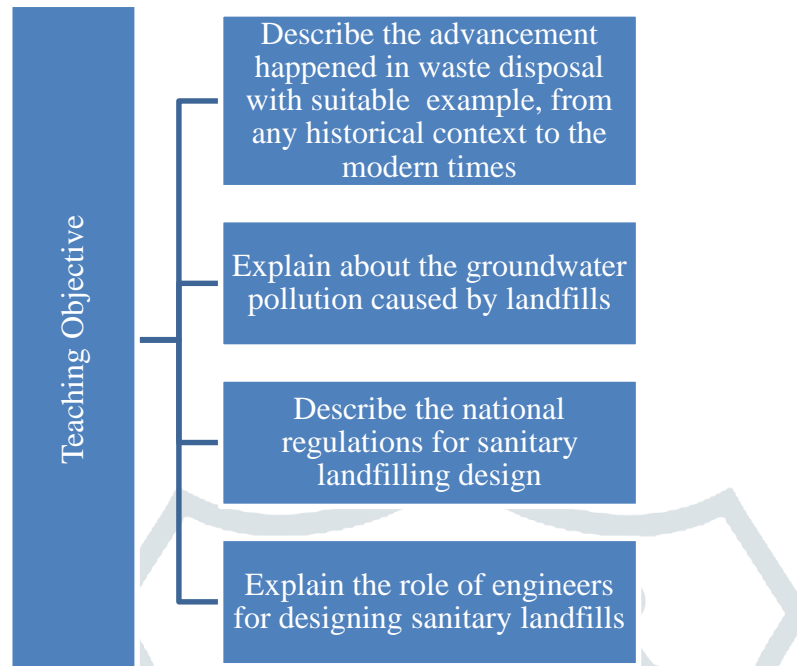 Teaching Objective
Describe the advancement
happened in waste disposal
with suitable example, from
any historical context to the
modern times
Explain about the groundwater
pollution caused by landfills
Describe the national
regulations for sanitary
landfilling design
Explain the role of engineers
for designing sanitary landfills